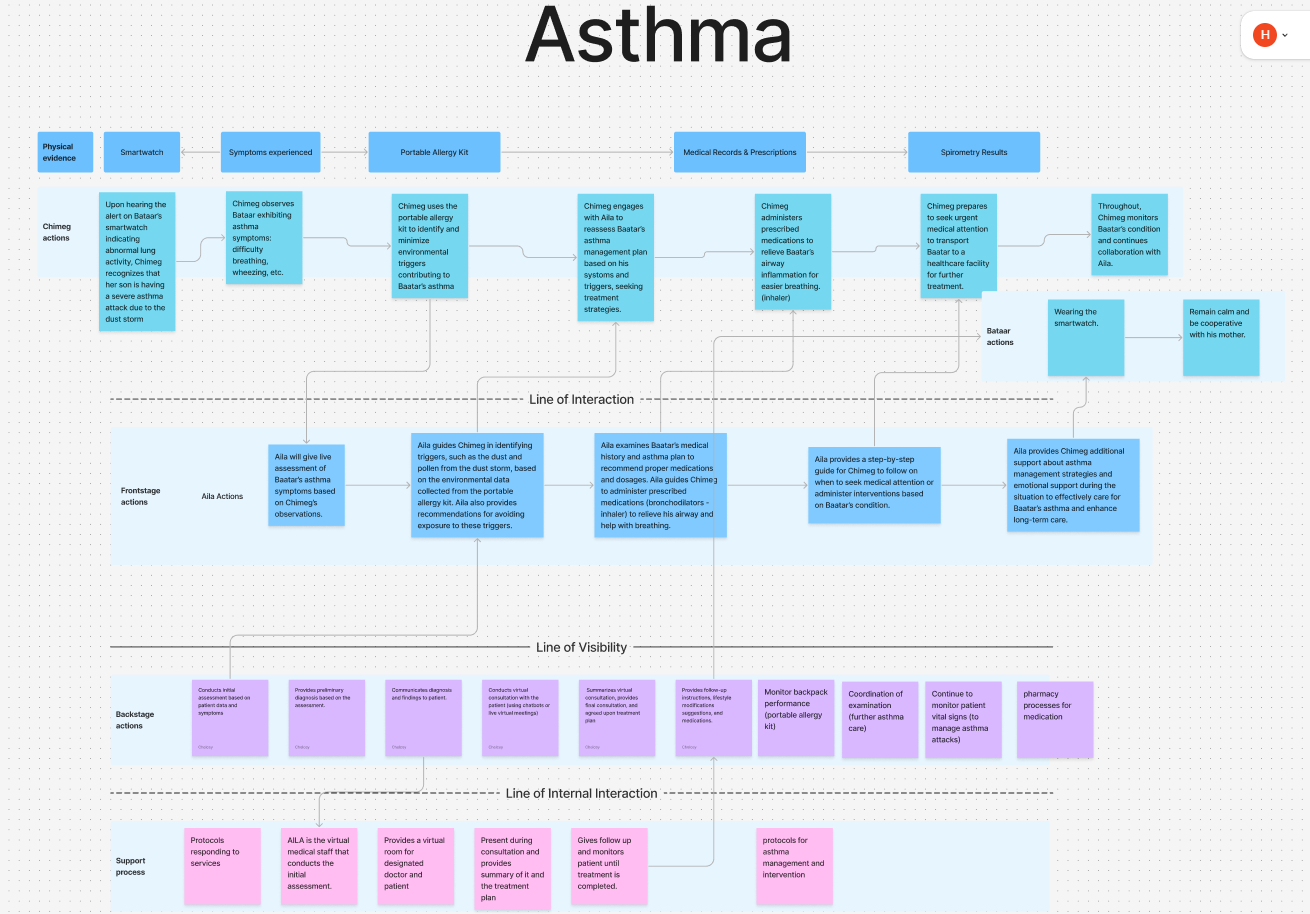 Asthma
H
Physical
evidence
Smartwatch
Symptoms experienced
Portable Allergy Kit
Medical Records & Prescriptions
Spirometry Results
Chimeg
actions
Upon hearing the
alert on Bataar's
smartwatch
indicating
abnormal lung
activity, Chimeg
recognizes that
her son is having
a severe asthma
attack due to the
dust storm
Chimeg observes
Bataar exhibiting
asthma
symptoms:
difficulty
breathing,
wheezing, etc.
Chimeg uses the
portable allergy
kit to identify and
minimize
environmental
triggers
contributing to
Baatar's asthma
Chimeg engages
with Aila to
reassess Baatar's
asthma
management plan
based on his
systoms and
triggers, seeking
treatment
strategies.
Chimeg
administers
prescribed
medications to
relieve Baatar's
airway
inflammation for
easier breathing.
(inhaler)
Chimeg prepares
to seek urgent
medical attention
to transport
Baatar to a
healthcare facility
for further
treatment.
Throughout,
Chimeg monitors
Baatar's condition
and continues
collaboration with
Aila.
Bataar
actions
Wearing the
smartwatch.
Remain calm and
be cooperative
with his mother.
Line of Interaction
Frontstage
actions
Aila Actions
Aila will give live
assessment of
Baatar's asthma
symptoms based
on Chimeg's
observations.
Aila guides Chimeg in identifying
triggers, such as the dust and
pollen from the dust storm, based
on the environmental data
collected from the portable
allergy kit. Aila also provides
recommendations for avoiding
exposure to these triggers.
Aila examines Baatar's medical
history and asthma plan to
recommend proper medications
and dosages. Aila guides Chimeg
to administer prescribed
medications (bronchodilators -
inhaler) to relieve his airway and
help with breathing.
Aila provides a step-by-step
guide for Chimeg to follow on
when to seek medical attention or
administer interventions based
on Baatar's condition.
Aila provides Chimeg additional
support about asthma
management strategies and
emotional support during the
situation to effectively care for
Baatar's asthma and enhance
long-term care.
Line of Visibility
Backstage
actions
Conducts initial
assessment based on
patient data and
symptoms
Provides preliminary
diagnosis based on the
assessment.
Communicates diagnosis
and findings to patient.
Conducts virtual
consultation with the
patient (using chatbots or
live virtual meetings)
Summarizes virtual
consultation, provides
final consultation, and
agreed upon treatment
plan
Provides follow-up
instructions, lifestyle
modifications
suggestions, and
medications.
Monitor backpack
performance
(portable allergy
kit)
Coordination of
examination
(further asthma
care)
Continue to
monitor patient
vital signs (to
manage asthma
attacks)
pharmacy
processes for
medication
Line of Internal Interaction
Support
process
Protocols
responding to
services
AILA is the virtual
medical staff that
conducts the
initial
assessment.
Provides a virtual
room for
designated
doctor and
patient
Present during
consultation and
provides
summary of it and
the treatment
plan
Gives follow up
and monitors
patient until
treatment is
completed.
protocols for
asthma
management and
intervention